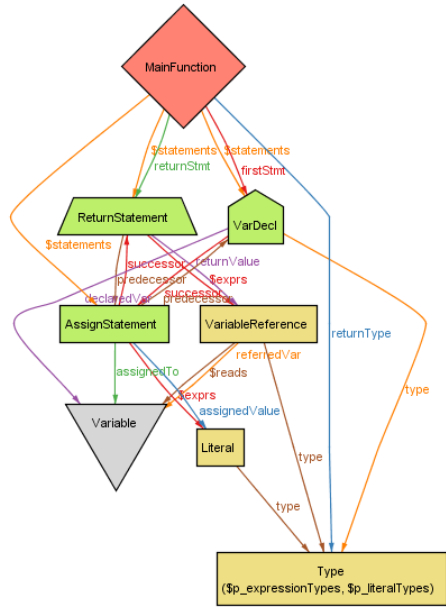 MainFunction
$statements
$statements
returnStmt
firstStmt
ReturnStatement
VarDecl
$statements
successor
returnValue
predecessor
$exprs
declaredVar
successor
predecessor
AssignStatement
VariableReference
returnType
assignedTo
referredVar
$reads
type
$exprs
assignedValue
Variable
Literal
type
type
Type
($p_expressionTypes, $p_literalTypes)